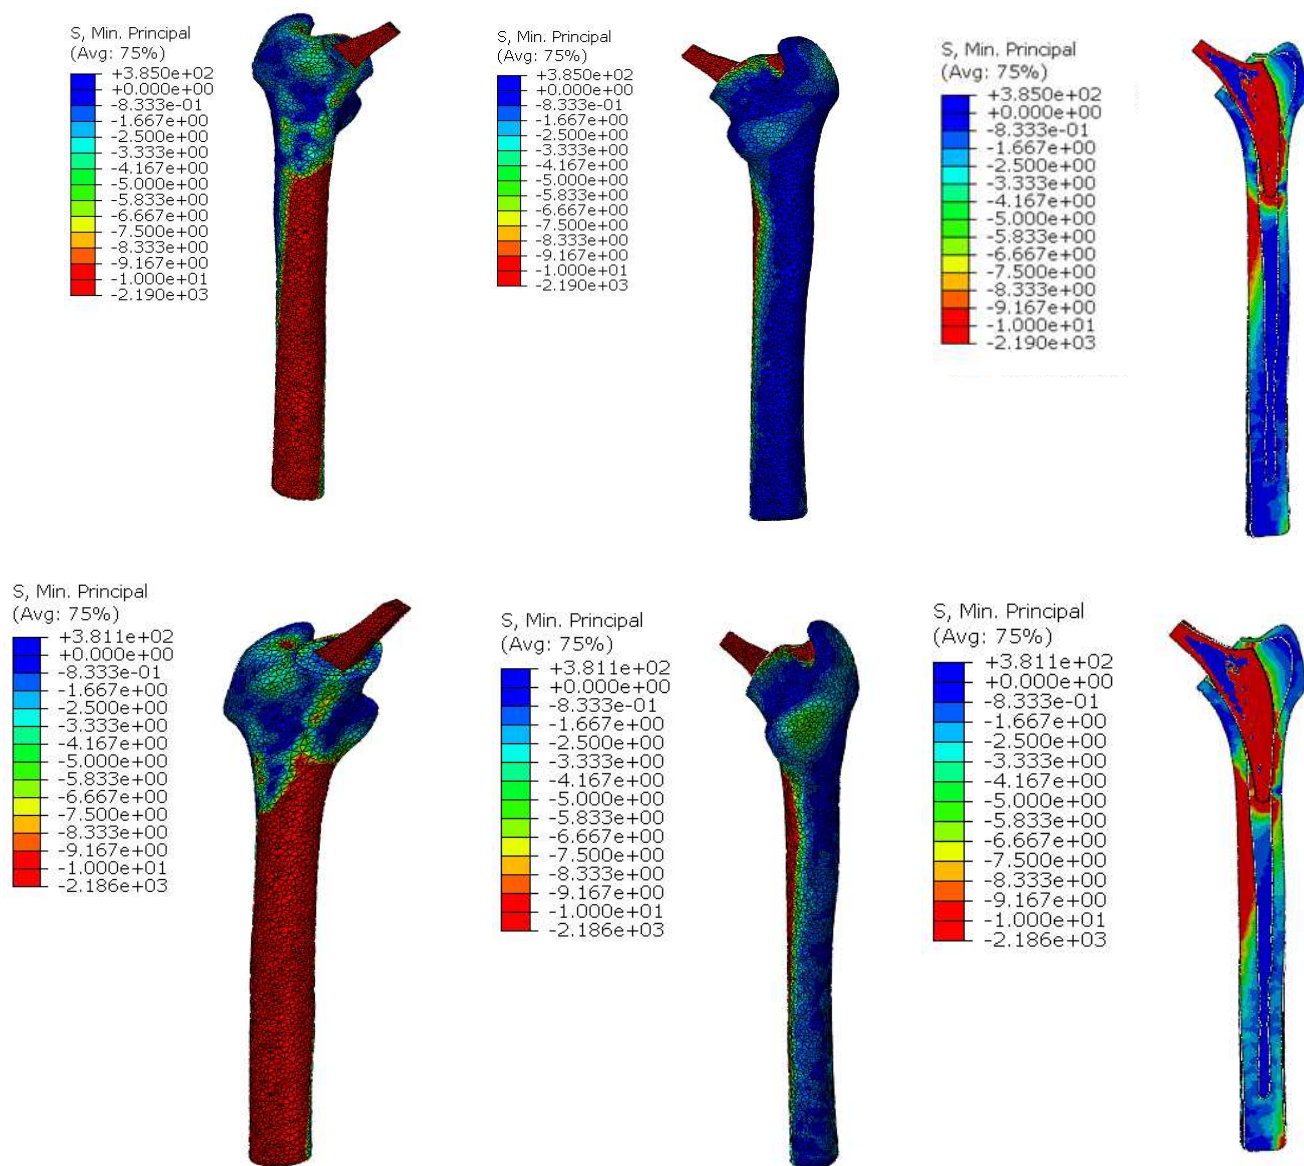 S, Min. Principal
(Avg: 75%)
+3.850e+02
+0.000e+00
-8.333e-01
-1.667e+00
-2.500e+00
-3.333e+00
-4.167e+00
-5.000e+00
-5.833e+00
-6.667e+00
-7.500e+00
-8.333e+00
-9.167e+00
-1.000e+01
-2.190e+03
S, Min. Principal
(Avg: 75%)
+3.850e+02
+0.000e+00
-8.333e-01
-1.667e+00
-2.500e+00
-3.333e+00
-4.167e+00
-5.000e+00
-5.833e+00
-6.667e+00
-7.500e+00
-8.333e+00
-9.167e+00
-1.000e+01
-2.190e+03
S, Min. Principal
(Avg: 75%)
+3.850e+02
+0.000e+00
-8.333e-01
-1.667e+00
-2.500e+00
-3.333e+00
-4.167e+00
-5.000e+00
-5.833e+00
-6.667e+00
-7.500e+00
-8.333e+00
-9.167e+00
-1.000e+01
-2.190e+03
S, Min. Principal
(Avg: 75%)
+3.811e+02
+0.000e+00
-8.333e-01
-1.667e+00
-2.500e+00
-3.333e+00
-4.167e+00
-5.000e+00
-5.833e+00
-6.667e+00
-7.500e+00
-8.333e+00
-9.167e+00
-1.000e+01
-2.186e+03
S, Min. Principal
(Avg: 75%)
+3.811e+02
+0.000e+00
-8.333e-01
-1.667e+00
-2.500e+00
-3.333e+00
-4.167e+00
-5.000e+00
-5.833e+00
-6.667e+00
-7.500e+00
-8.333e+00
-9.167e+00
-1.000e+01
-2.186e+03
S, Min. Principal
(Avg: 75%)
+3.811e+02
+0.000e+00
-8.333e-01
-1.667e+00
-2.500e+00
-3.333e+00
-4.167e+00
-5.000e+00
-5.833e+00
-6.667e+00
-7.500e+00
-8.333e+00
-9.167e+00
-1.000e+01
-2.186e+03